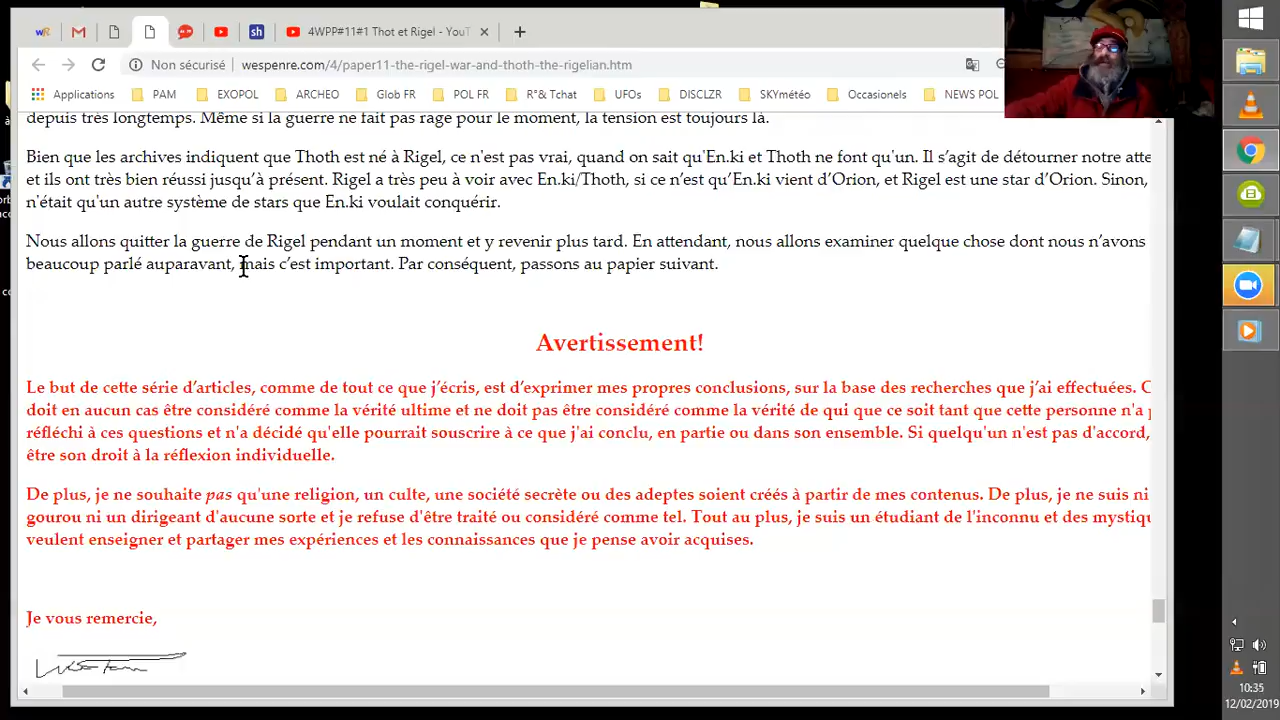 4WPP#11#1 Thot et Rigel - YouT
Non sécurisé
wespenre.com/4/paper11-the-rigel-war-and-thoth-the-rigelian.htm
Applications
PAM
EXOPOL
ARCHEO
Glob FR
POL FR
R°& Tchat
UFOs
DISCLZR
SKYmétéo
Occasionels
NEWS POL
depuis très longtemps. Même si la guerre ne fait pas rage pour le moment, la tension est toujours là.
Bien que les archives indiquent que Thoth est né à Rigel, ce n'est pas vrai, quand on sait qu'En.ki et Thoth ne font qu'un. Il s’agit de détourner notre atte
et ils ont très bien réussi jusqu’à présent. Rigel a très peu à voir avec En.ki/Thoth, si ce n’est qu’En.ki vient d’Orion, et Rigel est une star d’Orion. Sinon,
n'était qu'un autre système de stars que En.ki voulait conquérir.
Nous allons quitter la guerre de Rigel pendant un moment et y revenir plus tard. En attendant, nous allons examiner quelque chose dont nous n’avons
beaucoup parlé auparavant, mais c’est important. Par conséquent, passons au papier suivant.
Avertissement!
Le but de cette série d’articles, comme de tout ce que j’écris, est d’exprimer mes propres conclusions, sur la base des recherches que j’ai effectuées. C
doit en aucun cas être considéré comme la vérité ultime et ne doit pas être considéré comme la vérité de qui que ce soit tant que cette personne n'a p
réfléchi à ces questions et n'a décidé qu'elle pourrait souscrire à ce que j'ai conclu, en partie ou dans son ensemble. Si quelqu'un n'est pas d'accord,
être son droit à la réflexion individuelle.
De plus, je ne souhaite pas qu'une religion, un culte, une société secrète ou des adeptes soient créés à partir de mes contenus. De plus, je ne suis ni
gourou ni un dirigeant d'aucune sorte et je refuse d'être traité ou considéré comme tel. Tout au plus, je suis un étudiant de l'inconnu et des mystiqu
veulent enseigner et partager mes expériences et les connaissances que je pense avoir acquises.
Je vous remercie,
10:35
12/02/2019